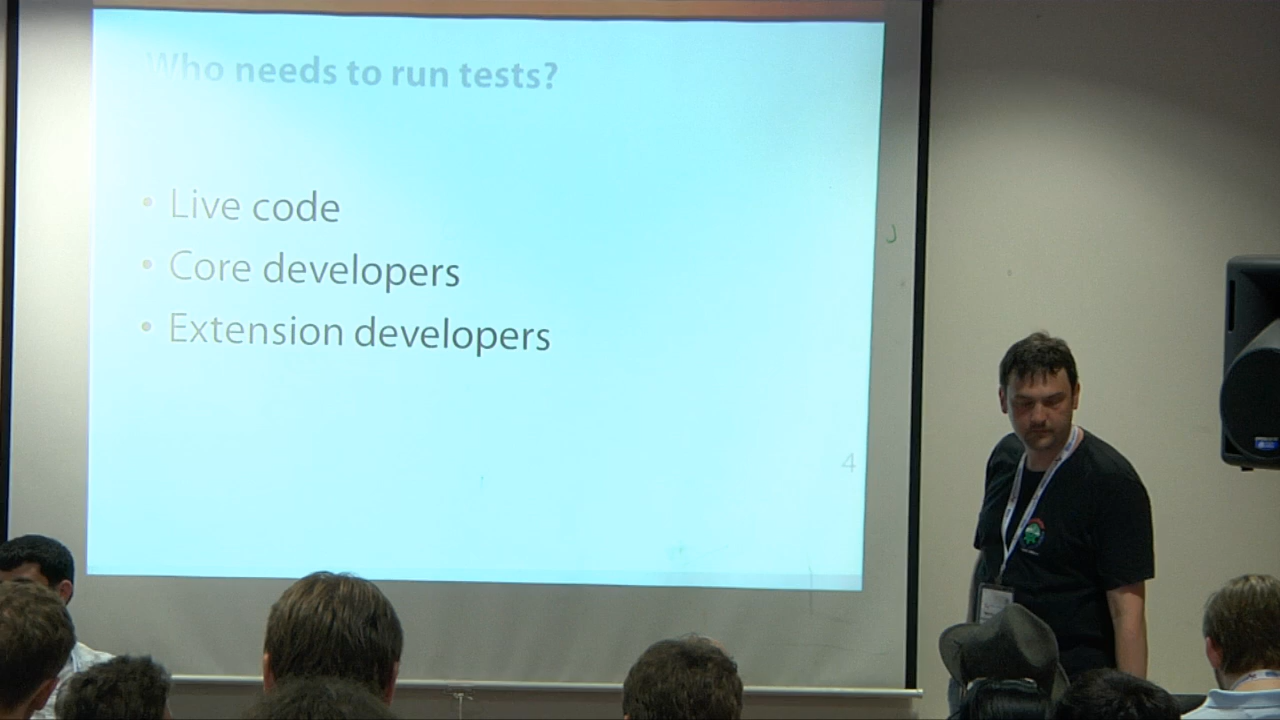 Who needs to run tests?
• Live code
• Core developers
• Extension developers
4